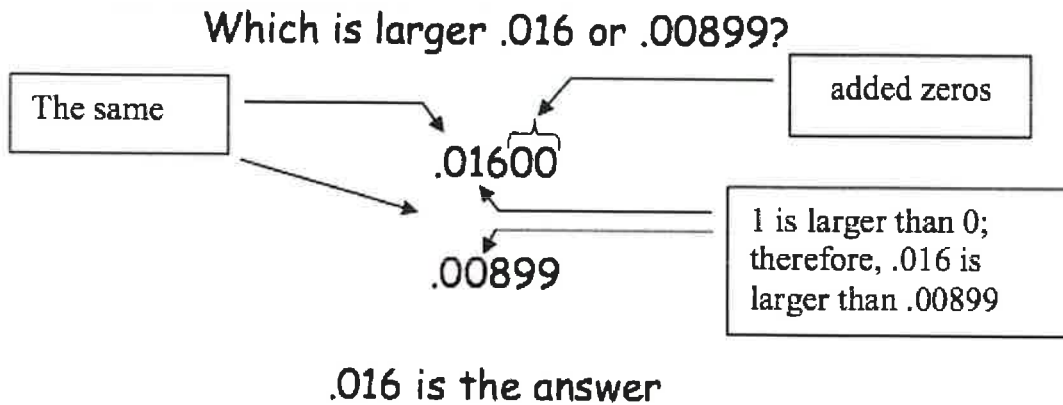 Which is larger .016 or .00899?
The same
added zeros
.01600
1 is larger than 0;
therefore, .016 is
larger than .00899
.00899
.016 is the answer